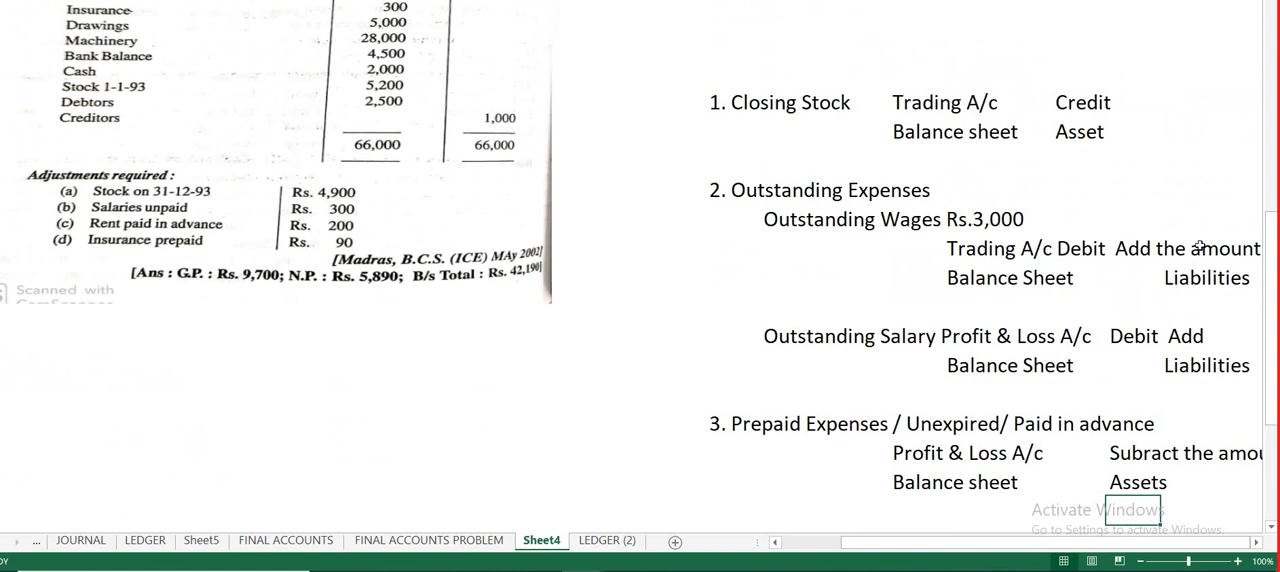 Insurance 300
Drawings 5,000
Machinery 28,000
Bank Balance 4,500
Cash 2,000
Stock 1-1-93 5,200
Debtors 2,500
Creditors 1,000
66,000 66,000
Adjustments required :
(a) Stock on 31-12-93 Rs. 4,900
(b) Salaries unpaid Rs. 300
(c) Rent paid in advance Rs. 200
(d) Insurance prepaid Rs. 90
[Madras, B.C.S. (ICE) MAy 2002]
[Ans : G.P. : Rs. 9,700; N.P. : Rs. 5,890; B/s Total : Rs. 42,190]
Scanned with
1. Closing Stock Trading A/c Credit
Balance sheet Asset
2. Outstanding Expenses
Outstanding Wages Rs.3,000
Trading A/c Debit Add the amount
Balance Sheet Liabilities
Outstanding Salary Profit & Loss A/c Debit Add
Balance Sheet Liabilities
3. Prepaid Expenses / Unexpired/ Paid in advance
Profit & Loss A/c Subract the amou
Balance sheet Assets
Activate Windows
Go to Settings to activate Windows.
... JOURNAL LEDGER Sheet5 FINAL ACCOUNTS FINAL ACCOUNTS PROBLEM Sheet4 LEDGER (2)
DY 100%